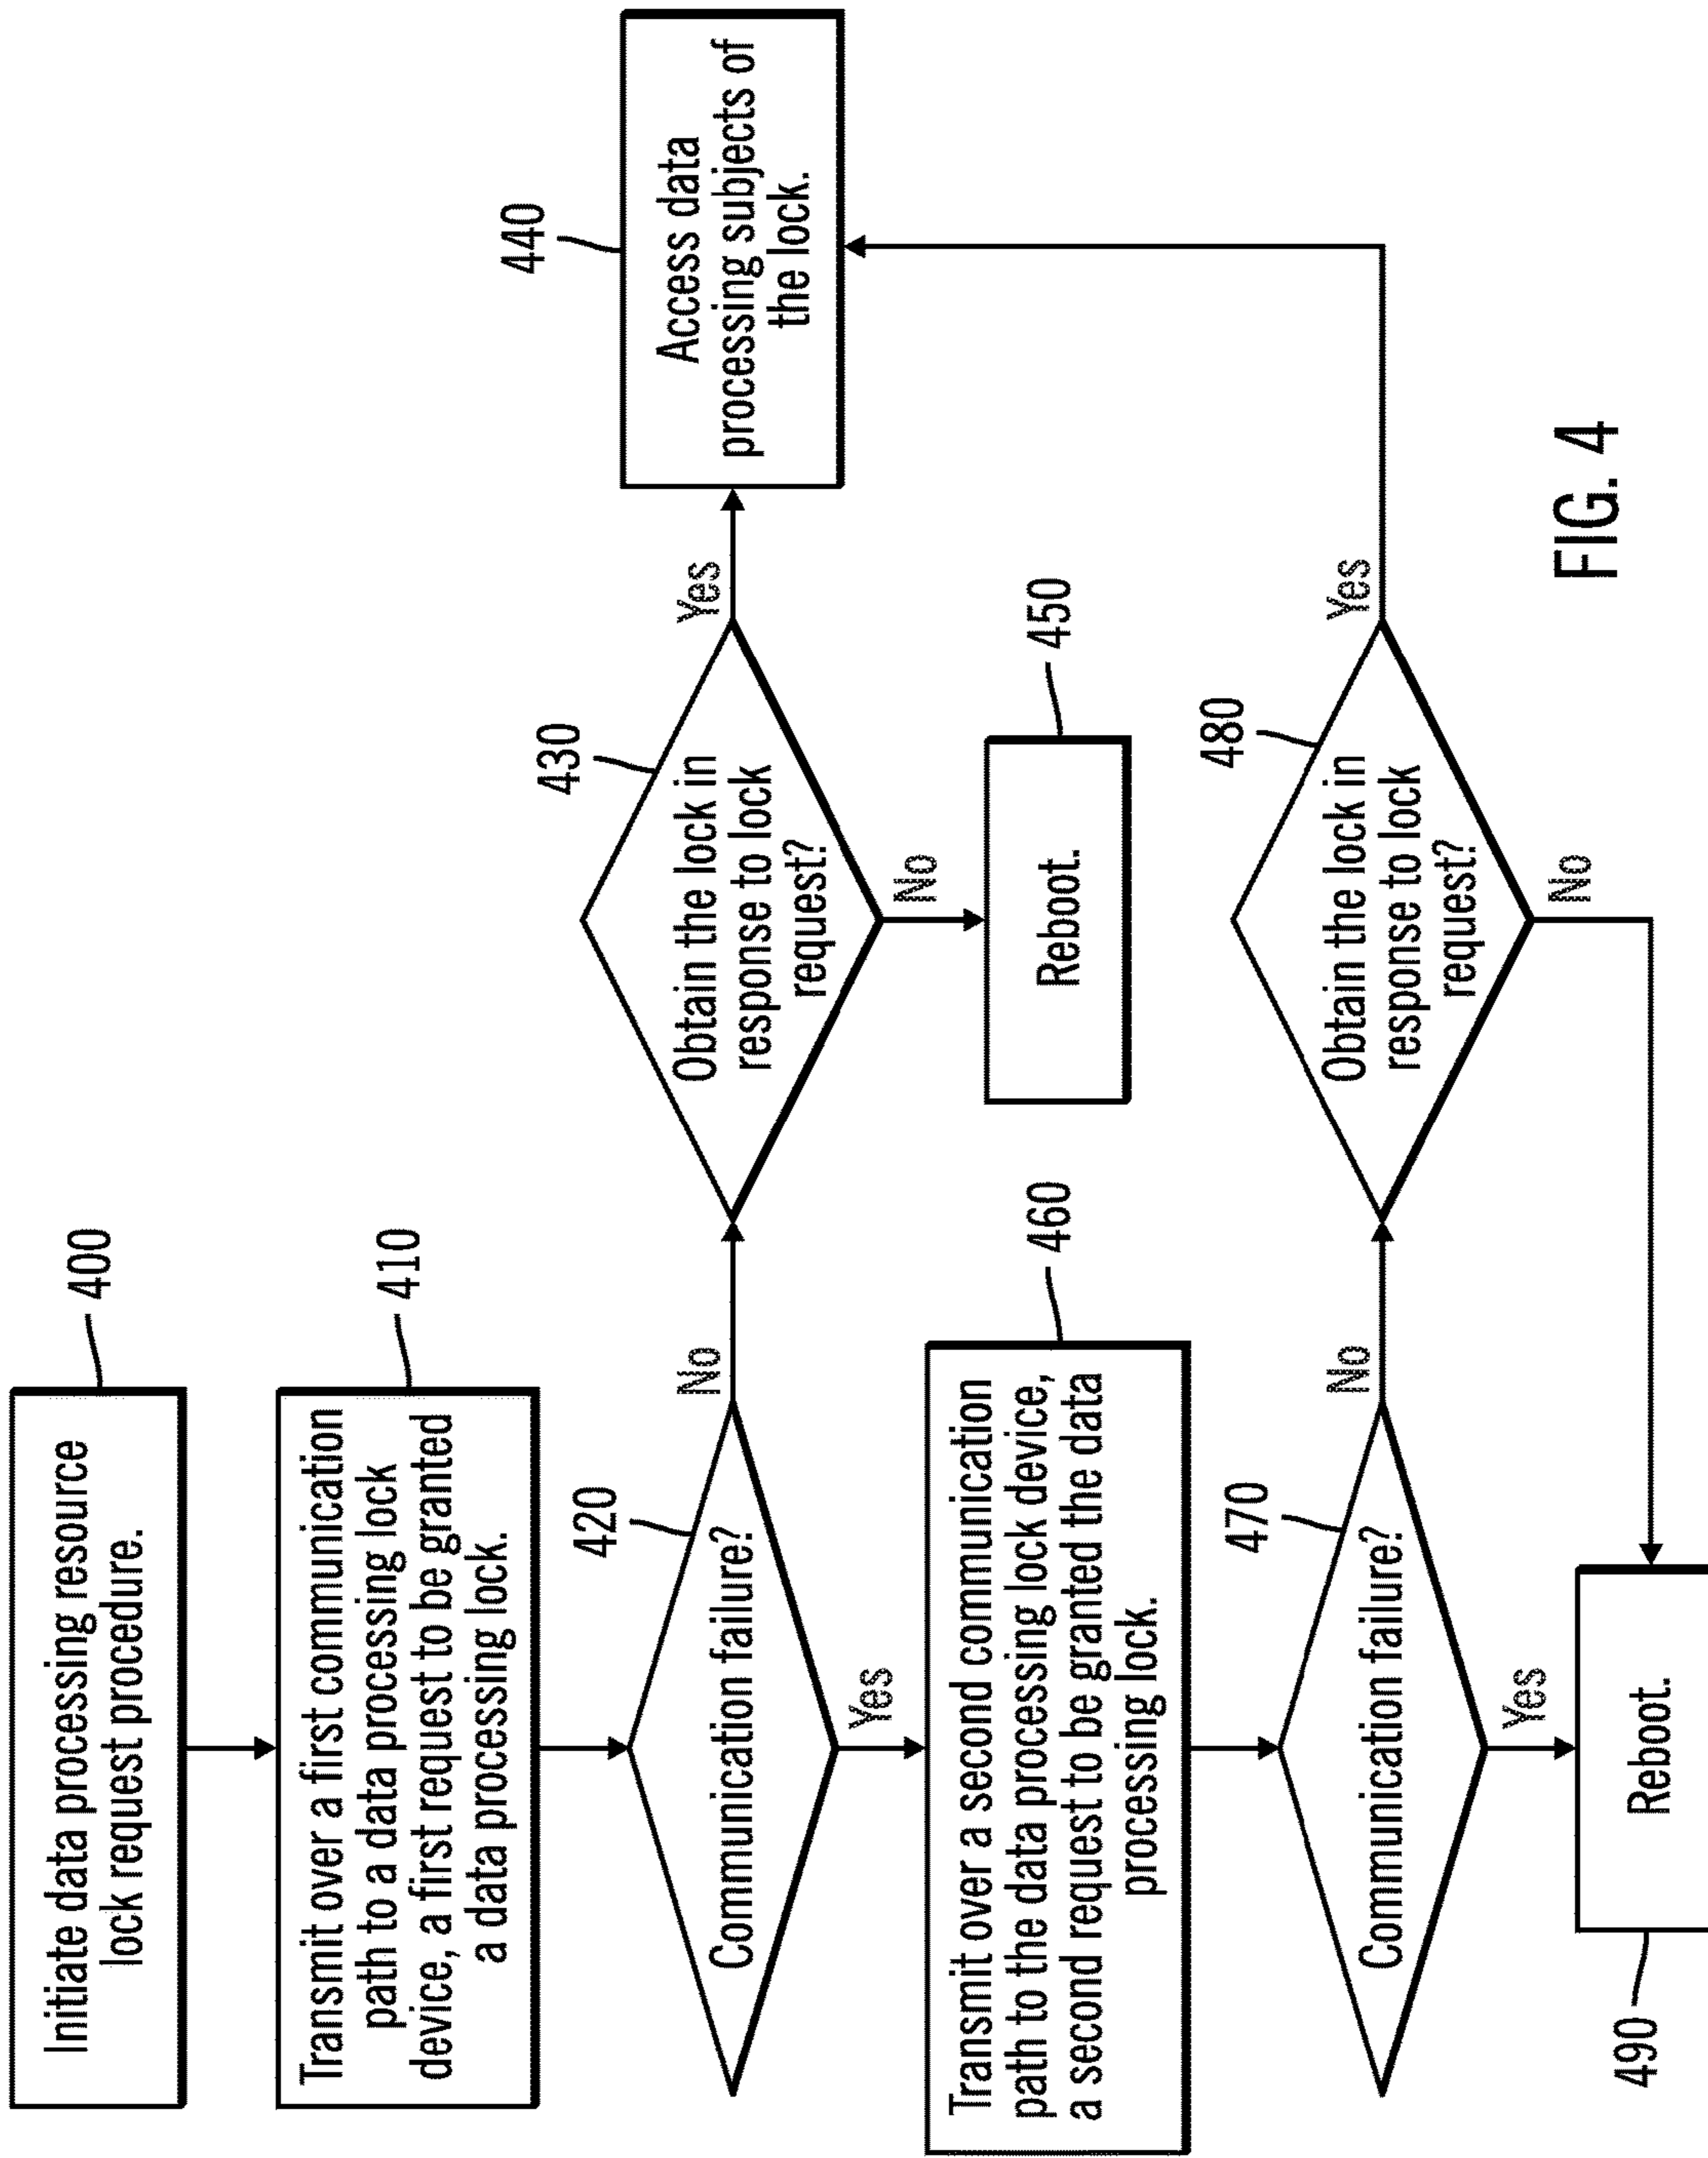 400
Initiate data processing resource
lock request procedure.
410
Transmit over a first communication
path to a data processing lock
device, a first request to be granted
a data processing lock.
420
Communication failure?
No
Yes
430
Obtain the lock in
response to lock
request?
Yes
No
440
Access data
processing subjects of
the lock.
450
Reboot.
460
Transmit over a second communication
path to the data processing lock device,
a second request to be granted the data
processing lock.
470
Communication failure?
No
Yes
480
Obtain the lock in
response to lock
request?
Yes
No
490
Reboot.
FIG. 4